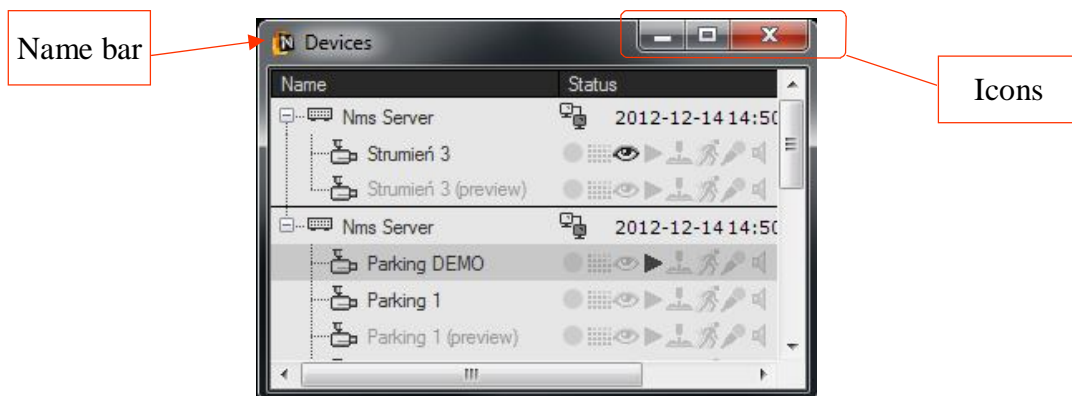 Name bar
Devices
Icons
Name Status
Nms Server 2012-12-14 14:50
Strumień 3
Strumień 3 (preview)
Nms Server 2012-12-14 14:50
Parking DEMO
Parking 1
Parking 1 (preview)